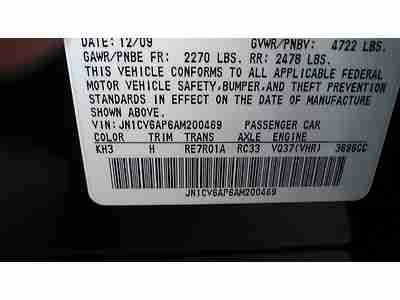 DATE: 12/09 GVWR/PNBV: 4722 LBS.
GAWR/PNBE FR: 2270 LBS. RR: 2478 LBS.
THIS VEHICLE CONFORMS TO ALL APPLICABLE FEDERAL
MOTOR VEHICLE SAFETY, BUMPER, AND THEFT PREVENTION
STANDARDS IN EFFECT ON THE DATE OF MANUFACTURE
SHOWN ABOVE.
VIN: JN1CV6AP6AM200469 PASSENGER CAR
COLOR TRIM TRANS AXLE ENGINE
KH3 H RE7R01A RC33 VQ37(VHR) 3696CC
JN1CV6AP6AM200469